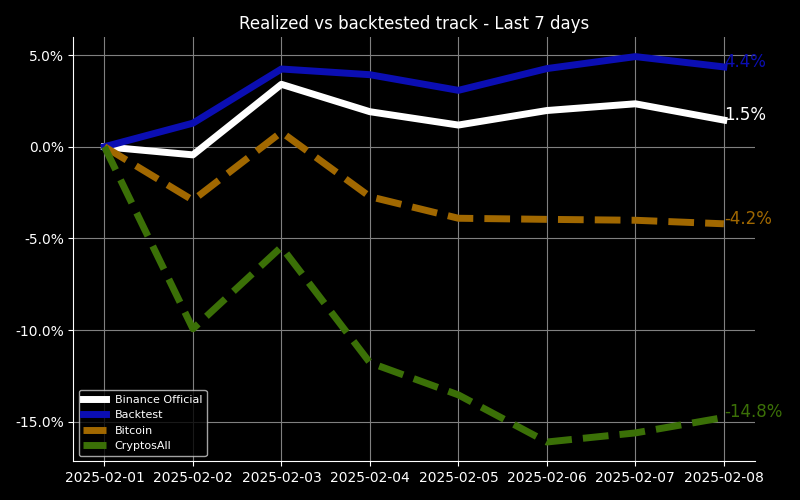 Realized vs backtested track - Last 7 days
5.0%
0.0%
-5.0%
-10.0%
-15.0%
4.4%
1.5%
-4.2%
-14.8%
Binance Official
Backtest
Bitcoin
CryptosAll
2025-02-01 2025-02-02 2025-02-03 2025-02-04 2025-02-05 2025-02-06 2025-02-07 2025-02-08